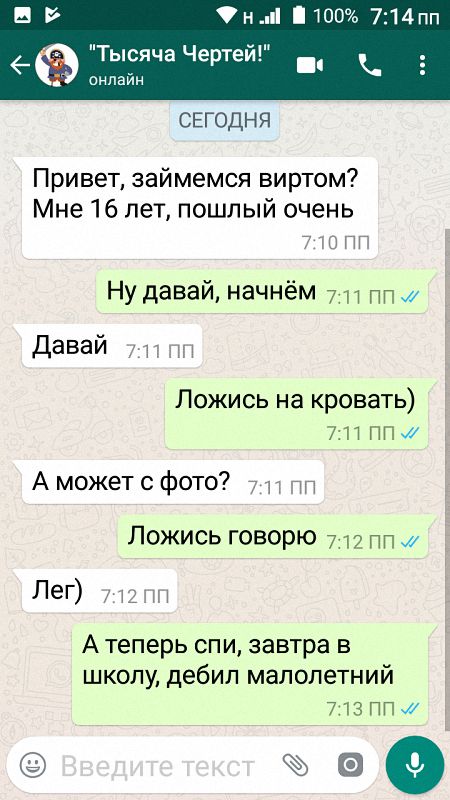 Н 100% 7:14 пп
"Тысяча Чертей!"
онлайн
СЕГОДНЯ
Привет, займемся виртом?
Мне 16 лет, пошлый очень
7:10 ПП
Ну давай, начнём 7:11 ПП
Давай 7:11 ПП
Ложись на кровать)
7:11 ПП
А может с фото? 7:11 ПП
Ложись говорю 7:12 ПП
Лег) 7:12 ПП
А теперь спи, завтра в
школу, дебил малолетний
7:13 ПП
Введите текст